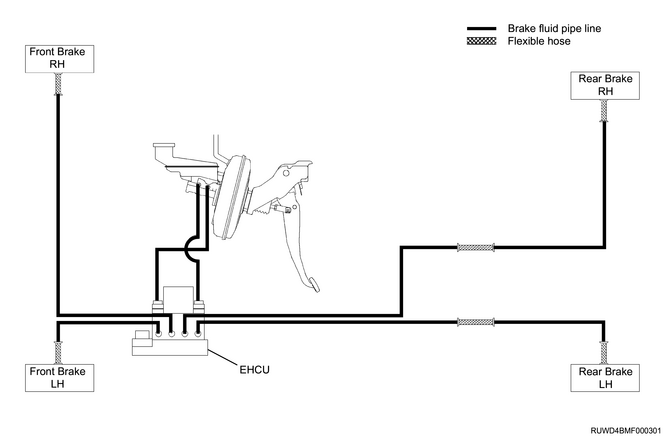 Brake fluid pipe line
Flexible hose
Front Brake
RH
Rear Brake
RH
Front Brake
LH
EHCU
Rear Brake
LH
RUWD4BMF000301